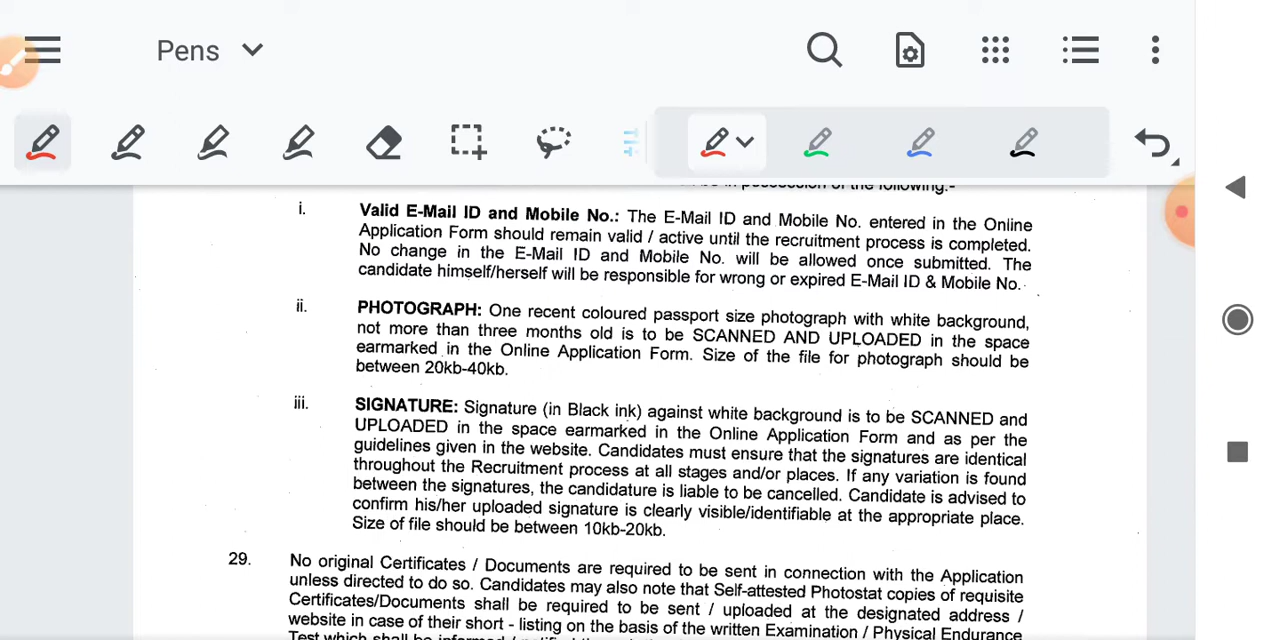 Pens
be in possession of the following:-
i. Valid E-Mail ID and Mobile No.: The E-Mail ID and Mobile No. entered in the Online
Application Form should remain valid / active until the recruitment process is completed.
No change in the E-Mail ID and Mobile No. will be allowed once submitted. The
candidate himself/herself will be responsible for wrong or expired E-Mail ID & Mobile No.
ii. PHOTOGRAPH: One recent coloured passport size photograph with white background,
not more than three months old is to be SCANNED AND UPLOADED in the space
earmarked in the Online Application Form. Size of the file for photograph should be
between 20kb-40kb.
iii. SIGNATURE: Signature (in Black ink) against white background is to be SCANNED and
UPLOADED in the space earmarked in the Online Application Form and as per the
guidelines given in the website. Candidates must ensure that the signatures are identical
throughout the Recruitment process at all stages and/or places. If any variation is found
between the signatures, the candidature is liable to be cancelled. Candidate is advised to
confirm his/her uploaded signature is clearly visible/identifiable at the appropriate place.
Size of file should be between 10kb-20kb.
29. No original Certificates / Documents are required to be sent in connection with the Application
unless directed to do so. Candidates may also note that Self-attested Photostat copies of requisite
Certificates/Documents shall be required to be sent / uploaded at the designated address /
website in case of their short - listing on the basis of the written Examination / Physical Endurance
Test which shall be informed / notified